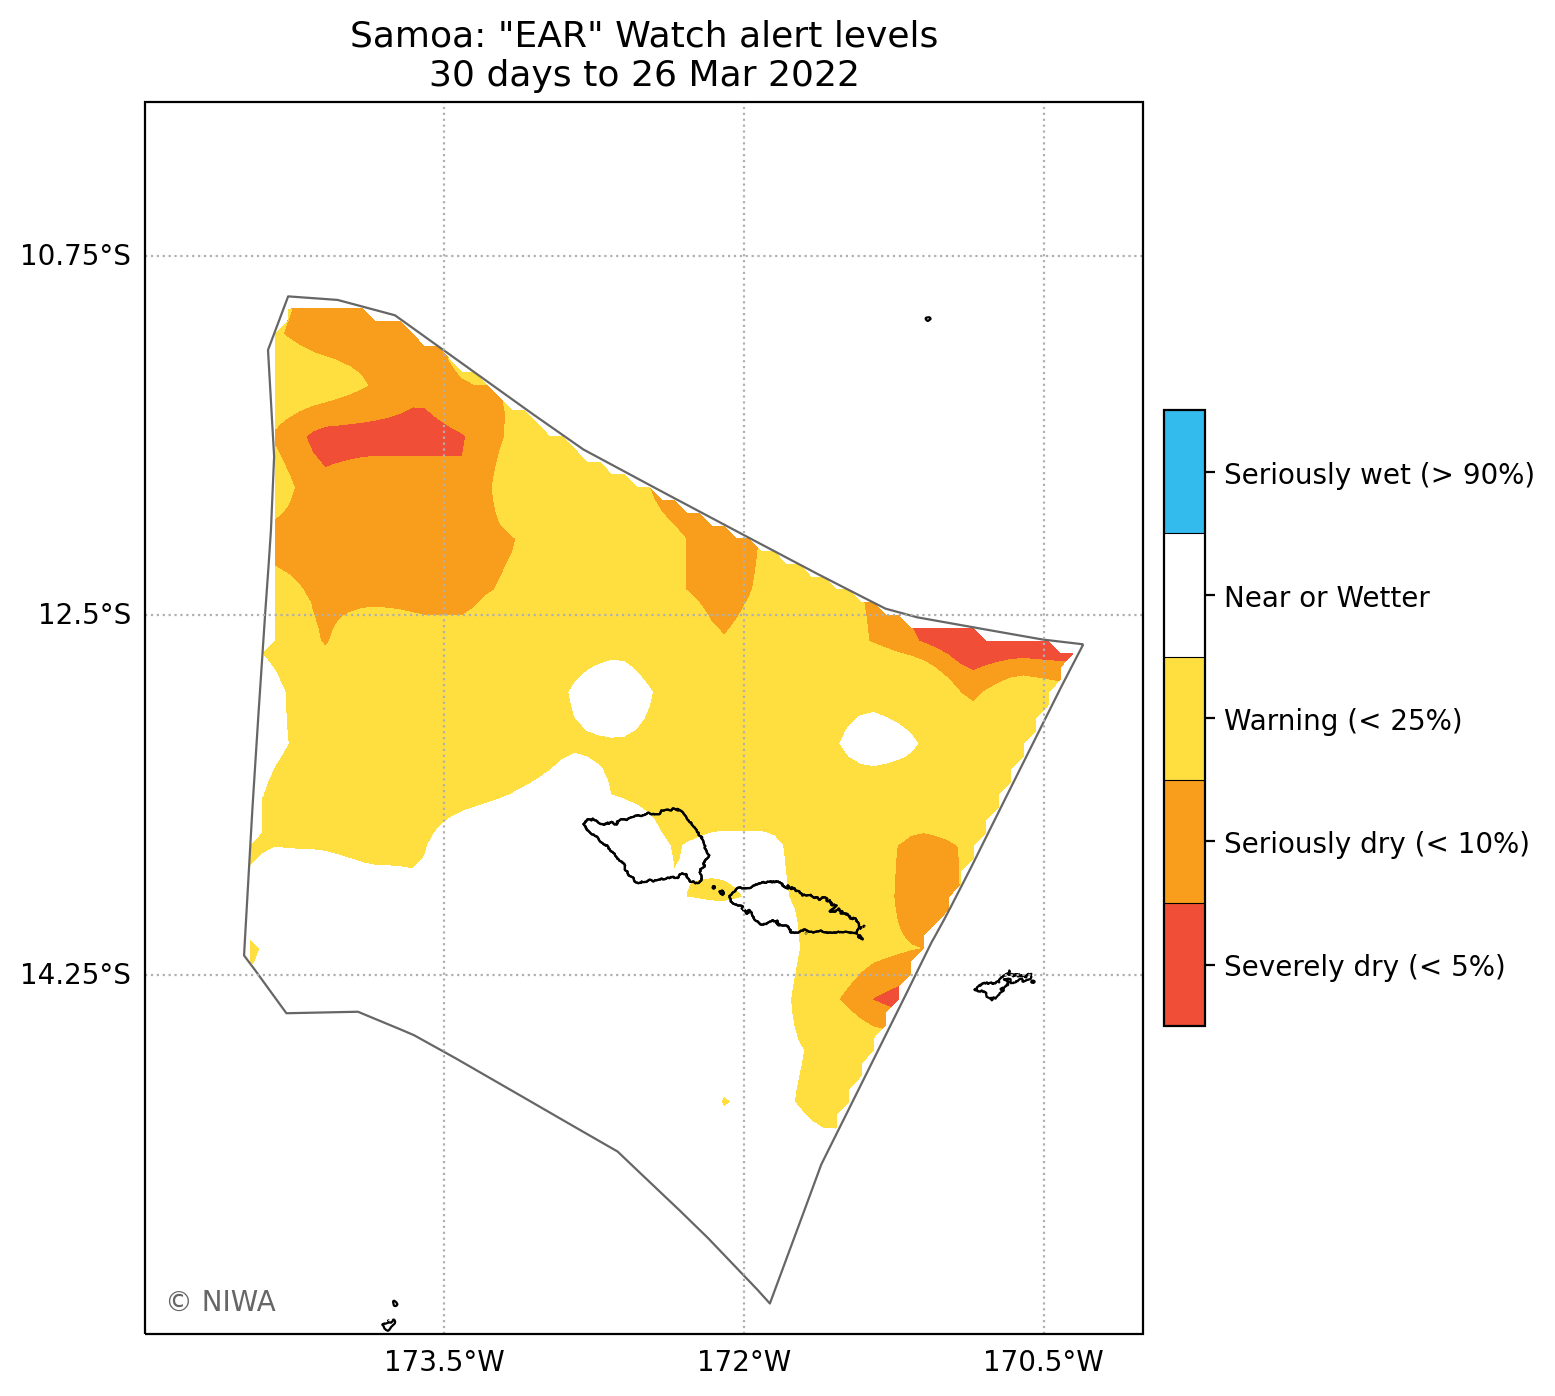 Samoa: "EAR" Watch alert levels
30 days to 26 Mar 2022
10.75°S
12.5°S
14.25°S
173.5°W
172°W
170.5°W
Seriously wet (> 90%)
Near or Wetter
Warning (< 25%)
Seriously dry (< 10%)
Severely dry (< 5%)
© NIWA